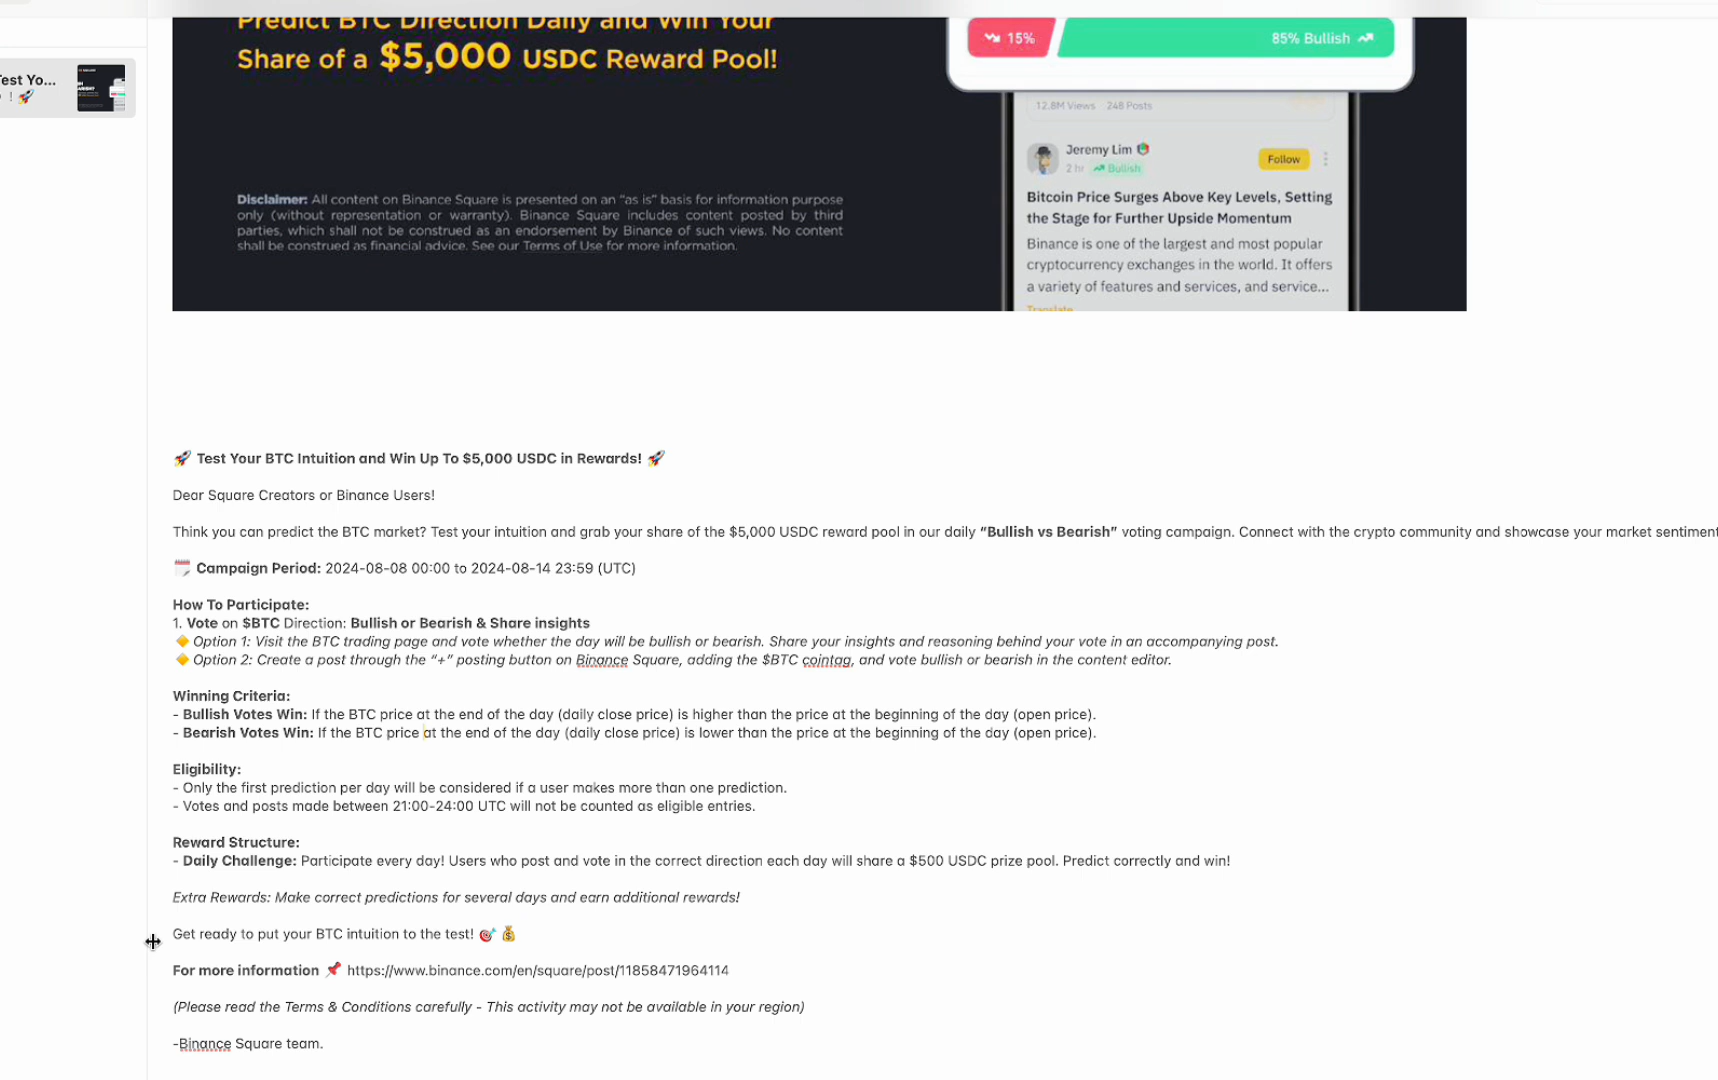 Predict BTC Direction Daily and Win Your
Share of a $5,000 USDC Reward Pool!
15%
85% Bullish
Test Yo...
!🚀
12.8M Views 248 Posts
Jeremy Lim
2 hr Bullish
Follow
Bitcoin Price Surges Above Key Levels, Setting
the Stage for Further Upside Momentum
Binance is one of the largest and most popular
cryptocurrency exchanges in the world. It offers
a variety of features and services, and service...
Translate
Disclaimer: All content on Binance Square is presented on an “as is” basis for information purpose
only (without representation or warranty). Binance Square includes content posted by third
parties, which shall not be construed as an endorsement by Binance of such views. No content
shall be construed as financial advice. See our Terms of Use for more information.
🚀 Test Your BTC Intuition and Win Up To $5,000 USDC in Rewards! 🚀
Dear Square Creators or Binance Users!
Think you can predict the BTC market? Test your intuition and grab your share of the $5,000 USDC reward pool in our daily “Bullish vs Bearish” voting campaign. Connect with the crypto community and showcase your market sentiment
🗓️ Campaign Period: 2024-08-08 00:00 to 2024-08-14 23:59 (UTC)
How To Participate:
1. Vote on $BTC Direction: Bullish or Bearish & Share insights
🔸 Option 1: Visit the BTC trading page and vote whether the day will be bullish or bearish. Share your insights and reasoning behind your vote in an accompanying post.
🔸 Option 2: Create a post through the “+” posting button on Binance Square, adding the $BTC cointag, and vote bullish or bearish in the content editor.
Winning Criteria:
- Bullish Votes Win: If the BTC price at the end of the day (daily close price) is higher than the price at the beginning of the day (open price).
- Bearish Votes Win: If the BTC price at the end of the day (daily close price) is lower than the price at the beginning of the day (open price).
Eligibility:
- Only the first prediction per day will be considered if a user makes more than one prediction.
- Votes and posts made between 21:00-24:00 UTC will not be counted as eligible entries.
Reward Structure:
- Daily Challenge: Participate every day! Users who post and vote in the correct direction each day will share a $500 USDC prize pool. Predict correctly and win!
Extra Rewards: Make correct predictions for several days and earn additional rewards!
Get ready to put your BTC intuition to the test! 🎯 💰
For more information 📌 https://www.binance.com/en/square/post/11858471964114
(Please read the Terms & Conditions carefully - This activity may not be available in your region)
-Binance Square team.